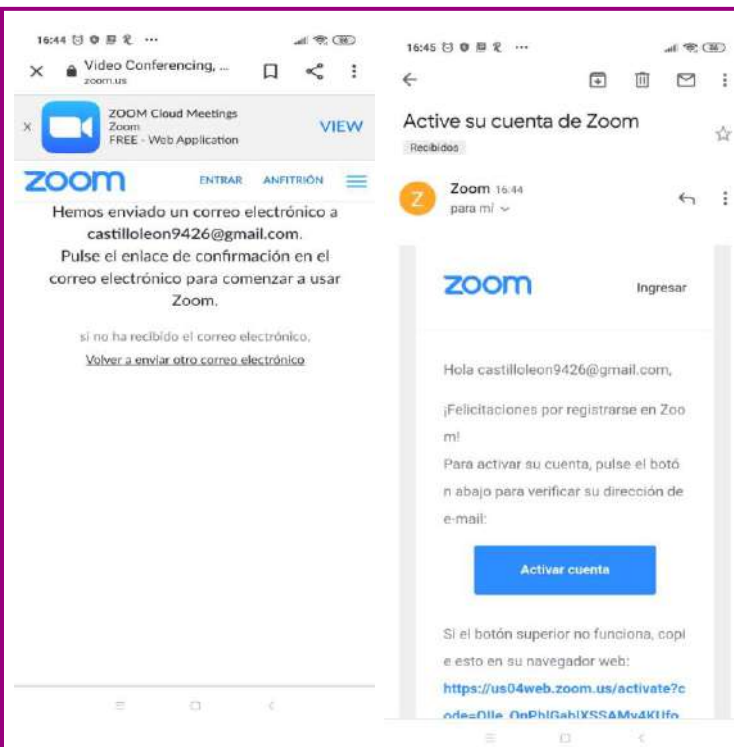 16:44
Video Conferencing, ...
zoom.us
ZOOM Cloud Meetings
Zoom
FREE - Web Application
VIEW
zoom
ENTRAR
ANFITRIÓN
Hemos enviado un correo electrónico a
castilloleon9426@gmail.com.
Pulse el enlace de confirmación en el
correo electrónico para comenzar a usar
Zoom.
si no ha recibido el correo electrónico,
Volver a enviar otro correo electrónico
16:45
Active su cuenta de Zoom
Recibidos
Z
Zoom 16:44
para mí
zoom
Ingresar
Hola castilloleon9426@gmail.com,
¡Felicitaciones por registrarse en Zoo
m!
Para activar su cuenta, pulse el botó
n abajo para verificar su dirección de
e-mail:
Activar cuenta
Si el botón superior no funciona, copi
e esto en su navegador web:
https://us04web.zoom.us/activate?c